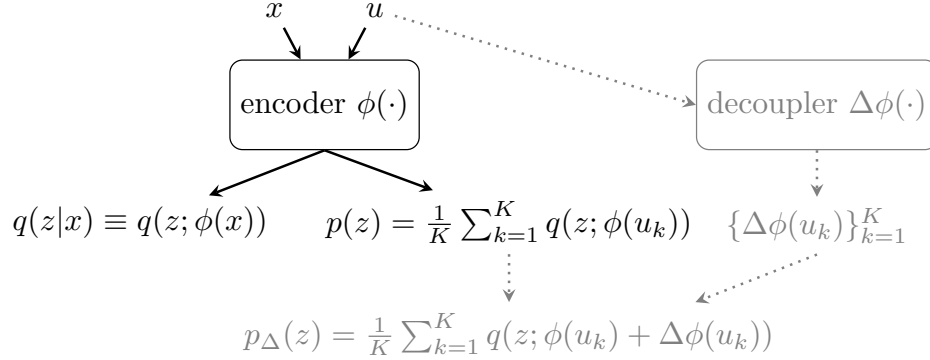 x u
encoder ϕ(·) decoupler Δϕ(·)
q(z|x) ≡ q(z; ϕ(x)) p(z) = 1/K ∑_{k=1}^{K} q(z; ϕ(u_k)) {Δϕ(u_k)}_{k=1}^{K}
p_Δ(z) = 1/K ∑_{k=1}^{K} q(z; ϕ(u_k) + Δϕ(u_k))